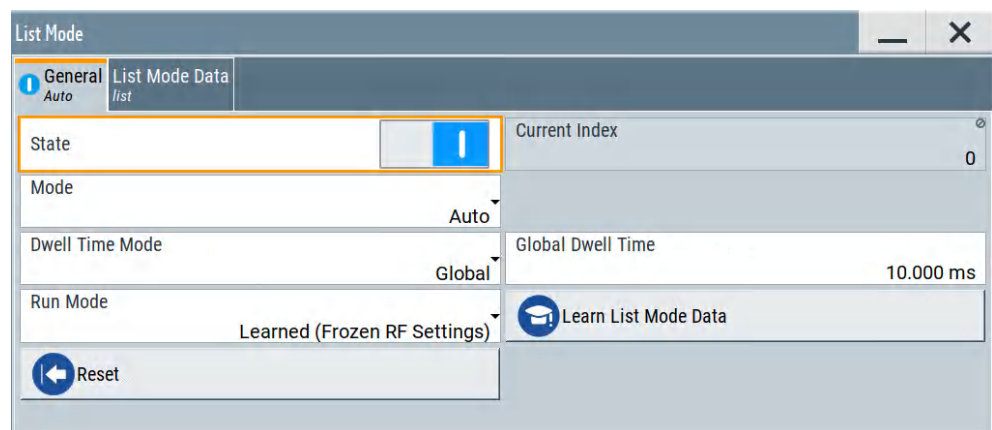 List Mode
General
Auto
List Mode Data
list
State
Current Index
0
Mode
Auto
Dwell Time Mode
Global
Global Dwell Time
10.000 ms
Run Mode
Learned (Frozen RF Settings)
Learn List Mode Data
Reset